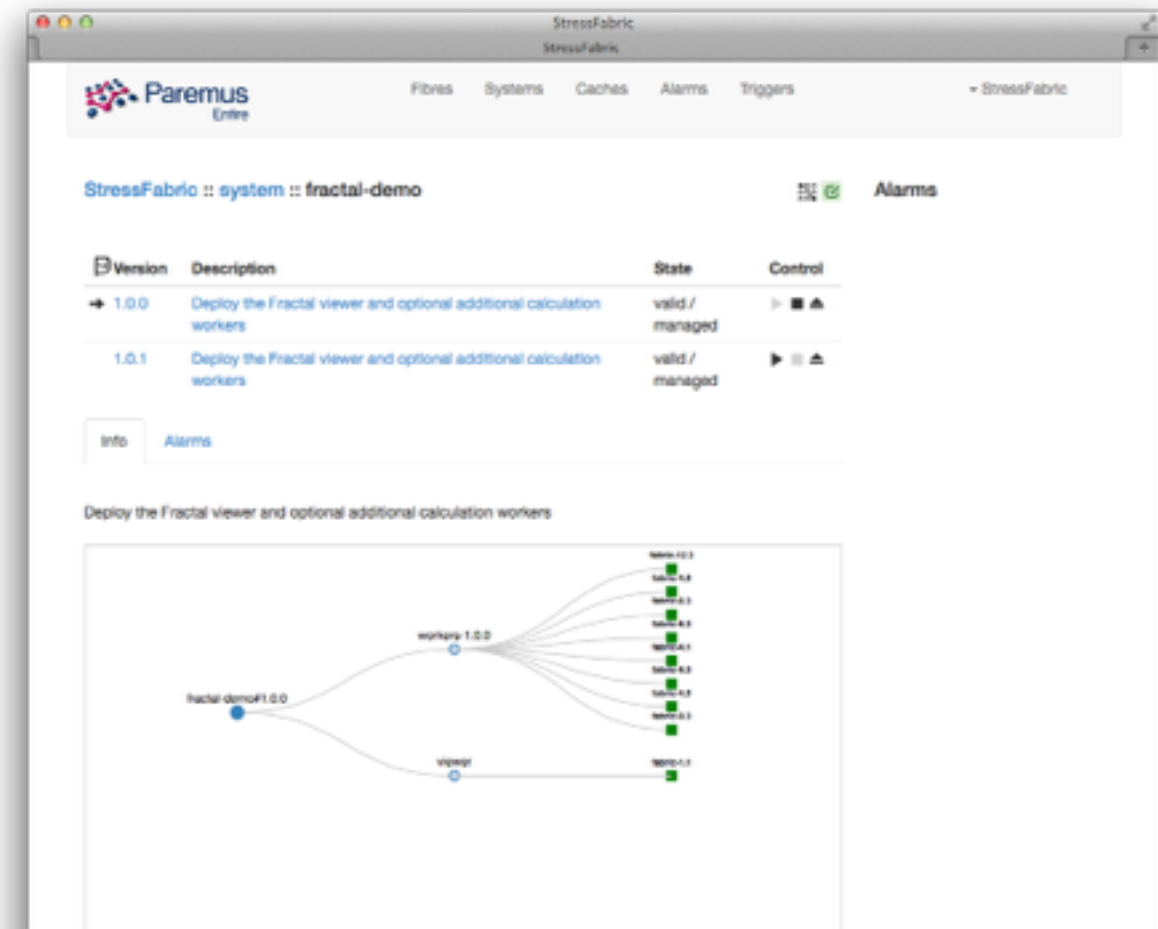 StressFabric
StressFabric
Paremus
Entire
Fibres Systems Caches Alarms Triggers StressFabric
StressFabric :: system :: fractal-demo
Alarms
Version Description State Control
1.0.0 Deploy the Fractal viewer and optional additional calculation valid /
workers managed
1.0.1 Deploy the Fractal viewer and optional additional calculation valid /
workers managed
Info Alarms
Deploy the Fractal viewer and optional additional calculation workers
workers-1.0.0
fractal-demo#1.0.0
fabric-1.1